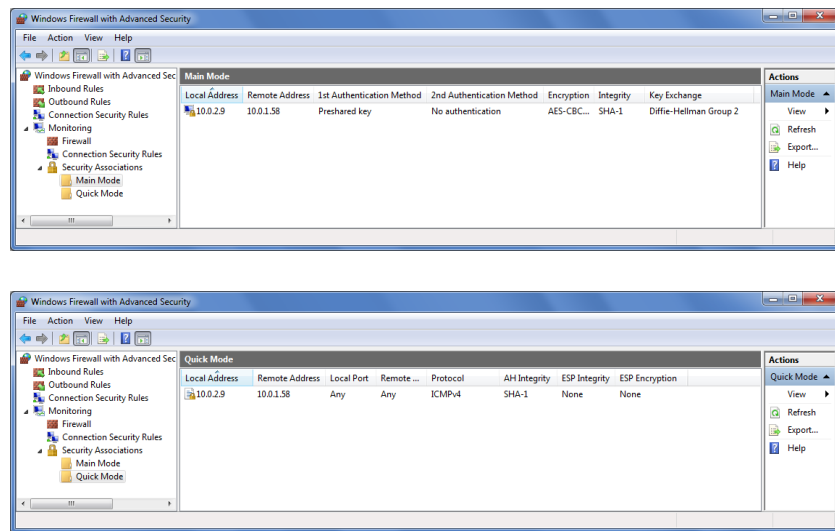 Windows Firewall with Advanced Security
File Action View Help
Windows Firewall with Advanced Sec
Inbound Rules
Outbound Rules
Connection Security Rules
Monitoring
Firewall
Connection Security Rules
Security Associations
Main Mode
Quick Mode
Main Mode
Local Address Remote Address 1st Authentication Method 2nd Authentication Method Encryption Integrity Key Exchange
10.0.2.9 10.0.1.58 Preshared key No authentication AES-CBC... SHA-1 Diffie-Hellman Group 2
Actions
Main Mode
View
Refresh
Export...
Help
Windows Firewall with Advanced Security
File Action View Help
Windows Firewall with Advanced Sec
Inbound Rules
Outbound Rules
Connection Security Rules
Monitoring
Firewall
Connection Security Rules
Security Associations
Main Mode
Quick Mode
Quick Mode
Local Address Remote Address Local Port Remote ... Protocol AH Integrity ESP Integrity ESP Encryption
10.0.2.9 10.0.1.58 Any Any ICMPv4 SHA-1 None None
Actions
Quick Mode
View
Refresh
Export...
Help